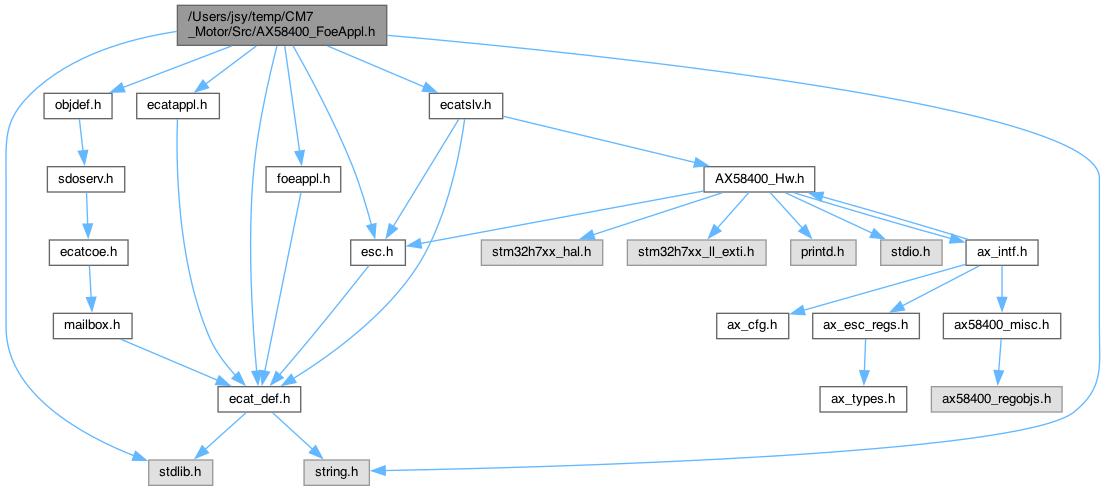 /Users/jsy/temp/CM7
_Motor/Src/AX58400_FoeAppl.h
objdef.h
ecatappl.h
ecatslv.h
sdoserv.h
foeappl.h
AX58400_Hw.h
ecatcoe.h
esc.h
stm32h7xx_hal.h
stm32h7xx_ll_exti.h
printd.h
stdio.h
ax_intf.h
mailbox.h
ax_cfg.h
ax_esc_regs.h
ax58400_misc.h
ecat_def.h
ax_types.h
ax58400_regobjs.h
stdlib.h
string.h